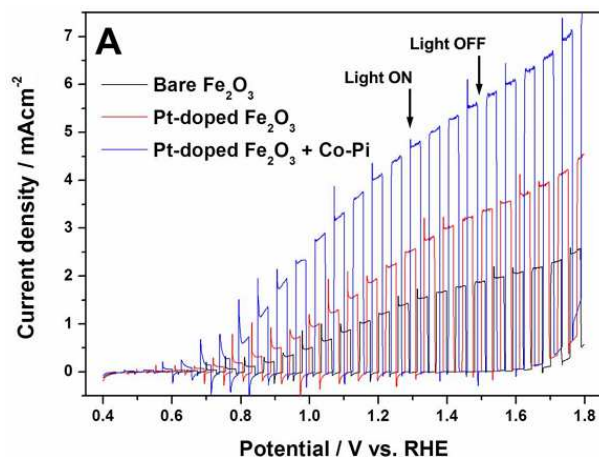 A
Light OFF
Light ON
Bare Fe₂O₃
Pt-doped Fe₂O₃
Pt-doped Fe₂O₃ + Co-Pi
Current density / mAcm⁻²
7
6
5
4
3
2
1
0
0.4 0.6 0.8 1.0 1.2 1.4 1.6 1.8
Potential / V vs. RHE